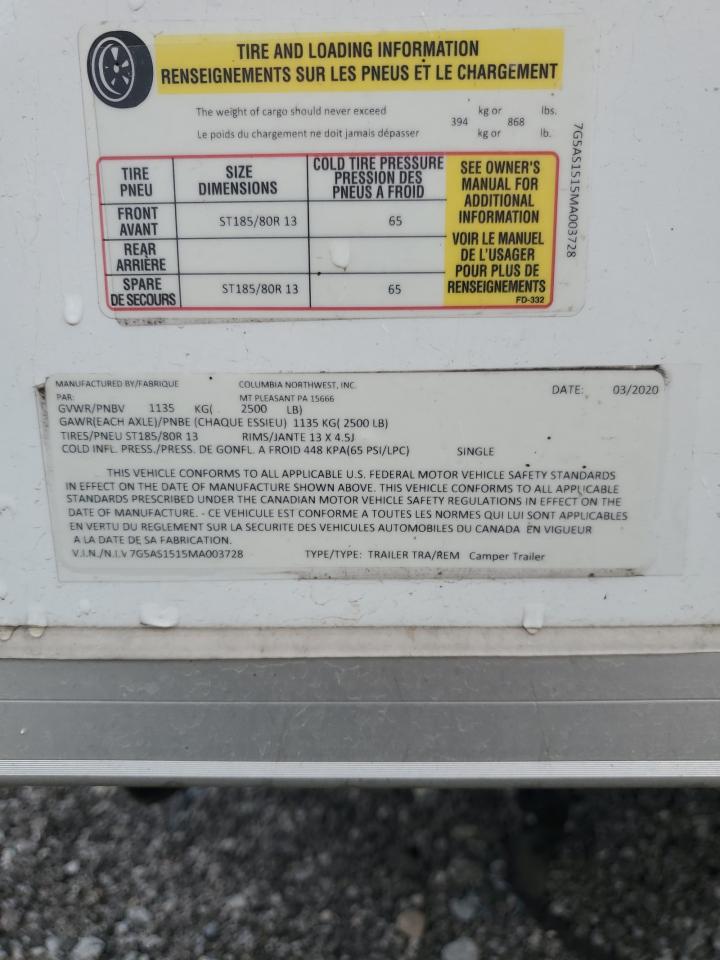 TIRE AND LOADING INFORMATION
RENSEIGNEMENTS SUR LES PNEUS ET LE CHARGEMENT
The weight of cargo should never exceed 394 kg or 868 lbs.
Le poids du chargement ne doit jamais dépasser kg or lb.
TIRE PNEU SIZE DIMENSIONS COLD TIRE PRESSURE PRESSION DES PNEUS A FROID
FRONT AVANT ST185/80R 13 65
REAR ARRIÈRE
SPARE DE SECOURS ST185/80R 13 65
SEE OWNER'S
MANUAL FOR
ADDITIONAL
INFORMATION
VOIR LE MANUEL
DE L'USAGER
POUR PLUS DE
RENSEIGNEMENTS
FD-332
7G5AS1515MA003728
MANUFACTURED BY/FABRIQUE COLUMBIA NORTHWEST, INC. DATE: 03/2020
PAR: MT PLEASANT PA 15666
GVWR/PNBV 1135 KG( 2500 LB)
GAWR(EACH AXLE)/PNBE (CHAQUE ESSIEU) 1135 KG( 2500 LB)
TIRES/PNEU ST185/80R 13 RIMS/JANTE 13 X 4.5J
COLD INFL. PRESS./PRESS. DE GONFL. A FROID 448 KPA(65 PSI/LPC) SINGLE
THIS VEHICLE CONFORMS TO ALL APPLICABLE U.S. FEDERAL MOTOR VEHICLE SAFETY STANDARDS
IN EFFECT ON THE DATE OF MANUFACTURE SHOWN ABOVE. THIS VEHICLE CONFORMS TO ALL APPLICABLE
STANDARDS PRESCRIBED UNDER THE CANADIAN MOTOR VEHICLE SAFETY REGULATIONS IN EFFECT ON THE
DATE OF MANUFACTURE. - CE VEHICULE EST CONFORME A TOUTES LES NORMES QUI LUI SONT APPLICABLES
EN VERTU DU REGLEMENT SUR LA SECURITE DES VEHICULES AUTOMOBILES DU CANADA EN VIGUEUR
A LA DATE DE SA FABRICATION.
V.I.N./N.I.V 7G5AS1515MA003728 TYPE/TYPE: TRAILER TRA/REM Camper Trailer